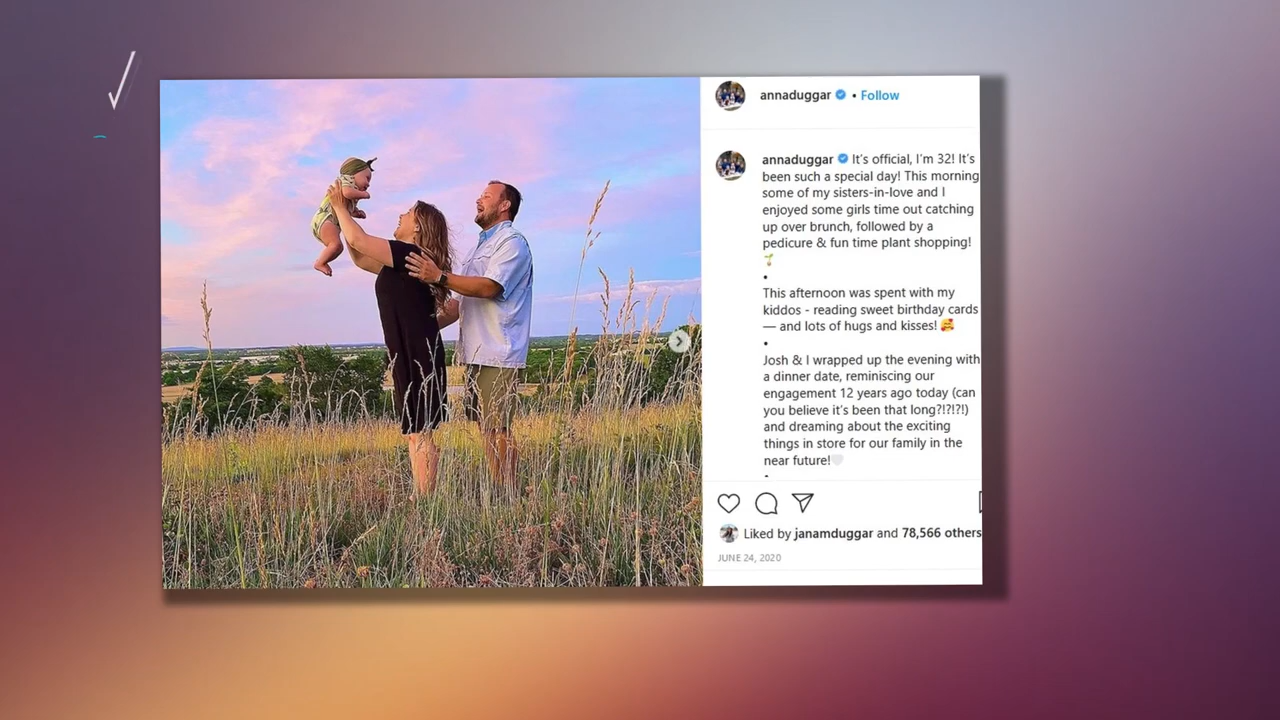 annaduggar • Follow
annaduggar It's official, I'm 32! It's
been such a special day! This morning
some of my sisters-in-love and I
enjoyed some girls time out catching
up over brunch, followed by a
pedicure & fun time plant shopping!
🌱
•
This afternoon was spent with my
kiddos - reading sweet birthday cards
— and lots of hugs and kisses! 🥰
•
Josh & I wrapped up the evening with
a dinner date, reminiscing our
engagement 12 years ago today (can
you believe it's been that long?!?!?!)
and dreaming about the exciting
things in store for our family in the
near future!🤍
Liked by janamduggar and 78,566 others
JUNE 24, 2020